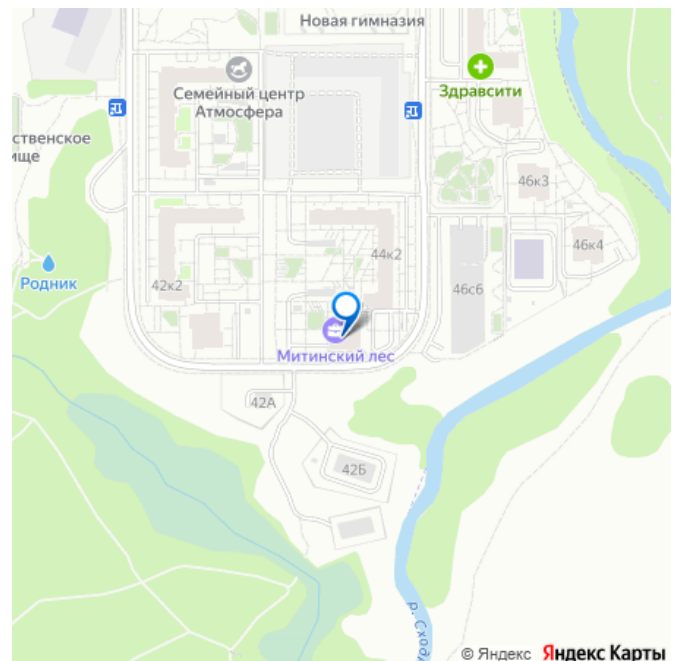 Новая гимназия
Семейный центр
Атмосфера
Здравсити
ственское
ище
46к3
44к2
46к4
Родник
42к2
46с6
Митинский лес
42А
42Б
р. Сход
© Яндекс Яндекс Карты